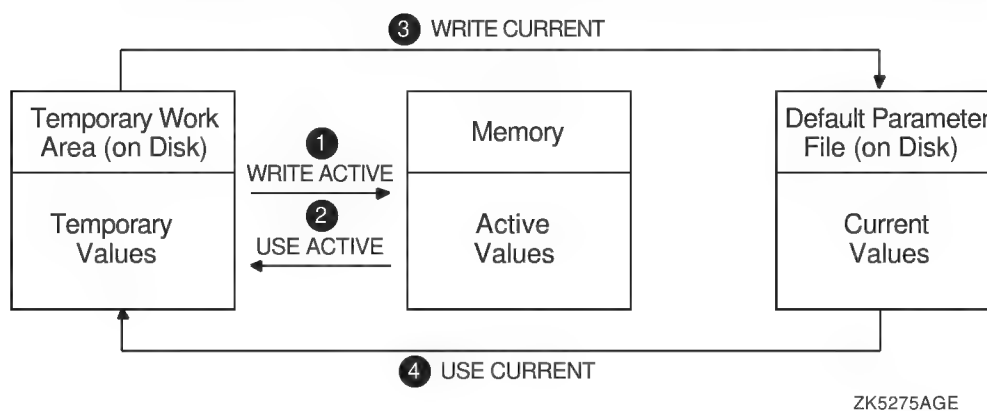 3 WRITE CURRENT
Temporary Work
Area (on Disk)
Temporary
Values
1
WRITE ACTIVE
2
USE ACTIVE
Memory
Active
Values
Default Parameter
File (on Disk)
Current
Values
4 USE CURRENT
ZK5275AGE